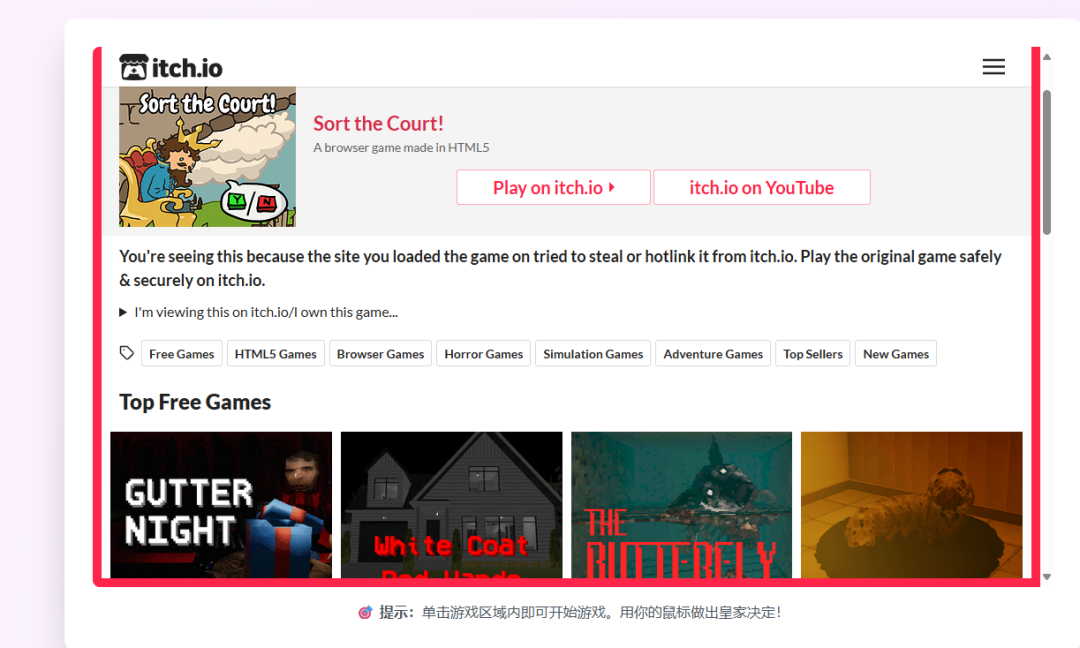 itch.io
Sort the Court!
Y/N
Sort the Court!
A browser game made in HTML5
Play on itch.io
itch.io on YouTube
You're seeing this because the site you loaded the game on tried to steal or hotlink it from itch.io. Play the original game safely
& securely on itch.io.
I'm viewing this on itch.io/I own this game...
Free Games
HTML5 Games
Browser Games
Horror Games
Simulation Games
Adventure Games
Top Sellers
New Games
Top Free Games
GUTTER
NIGHT
White Coat
Red Hands
THE
BUTTERFLY
提示：单击游戏区域内即可开始游戏。用你的鼠标做出皇家决定！